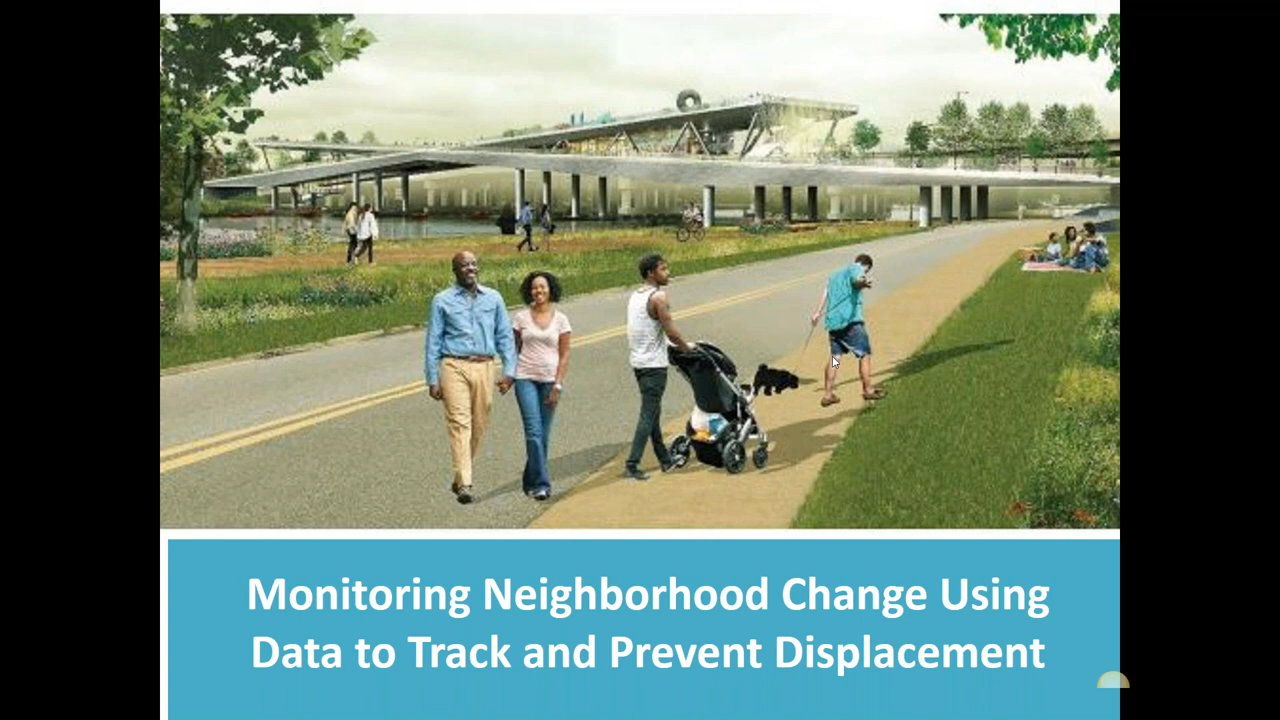 Monitoring Neighborhood Change Using
Data to Track and Prevent Displacement